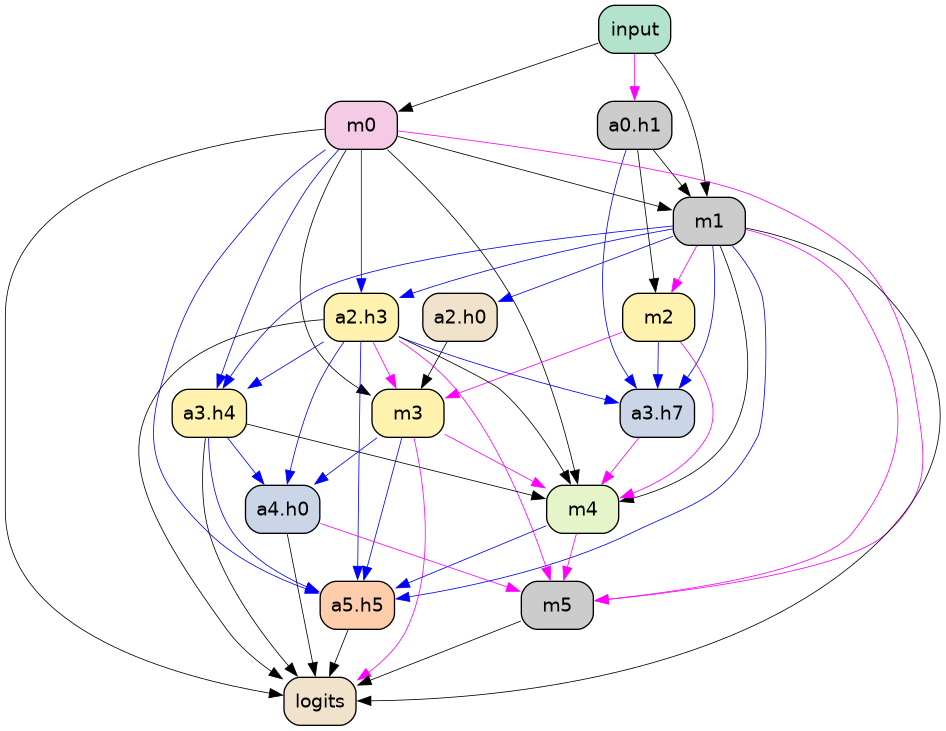 input
m0
a0.h1
m1
a2.h3
a2.h0
m2
a3.h4
m3
a3.h7
a4.h0
m4
a5.h5
m5
logits